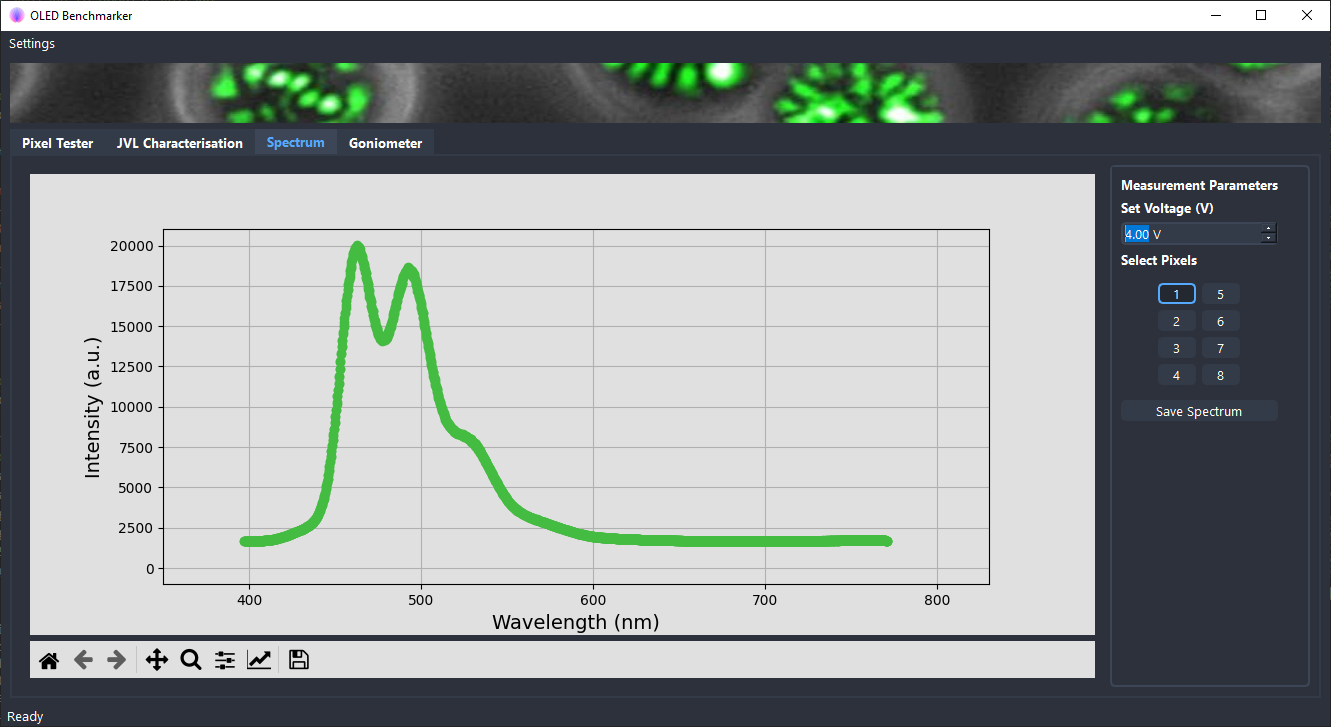 OLED Benchmarker
Settings
Pixel Tester JVL Characterisation Spectrum Goniometer
20000
17500
15000
12500
10000
7500
5000
2500
0
Intensity (a.u.)
400 500 600 700 800
Wavelength (nm)
Measurement Parameters
Set Voltage (V)
4.00 V
Select Pixels
1 5
2 6
3 7
4 8
Save Spectrum
Ready